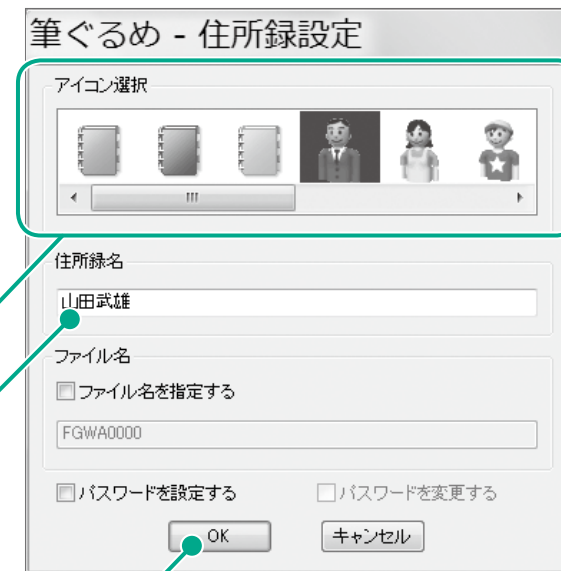 筆ぐるめ - 住所録設定
アイコン選択
住所録名
山田武雄
ファイル名
ファイル名を指定する
FGWA0000
パスワードを設定する パスワードを変更する
OK キャンセル